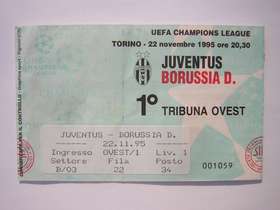 UEFA CHAMPIONS LEAGUE
TORINO - 22 novembre 1995 ore 20,30
JUVENTUS
BORUSSIA D.
1° TRIBUNA OVEST
JUVENTUS - BORUSSIA D.
22.11.95
Ingresso OVEST/1 Liv. 1
Settore Fila Posto
B/03 22 34
001059